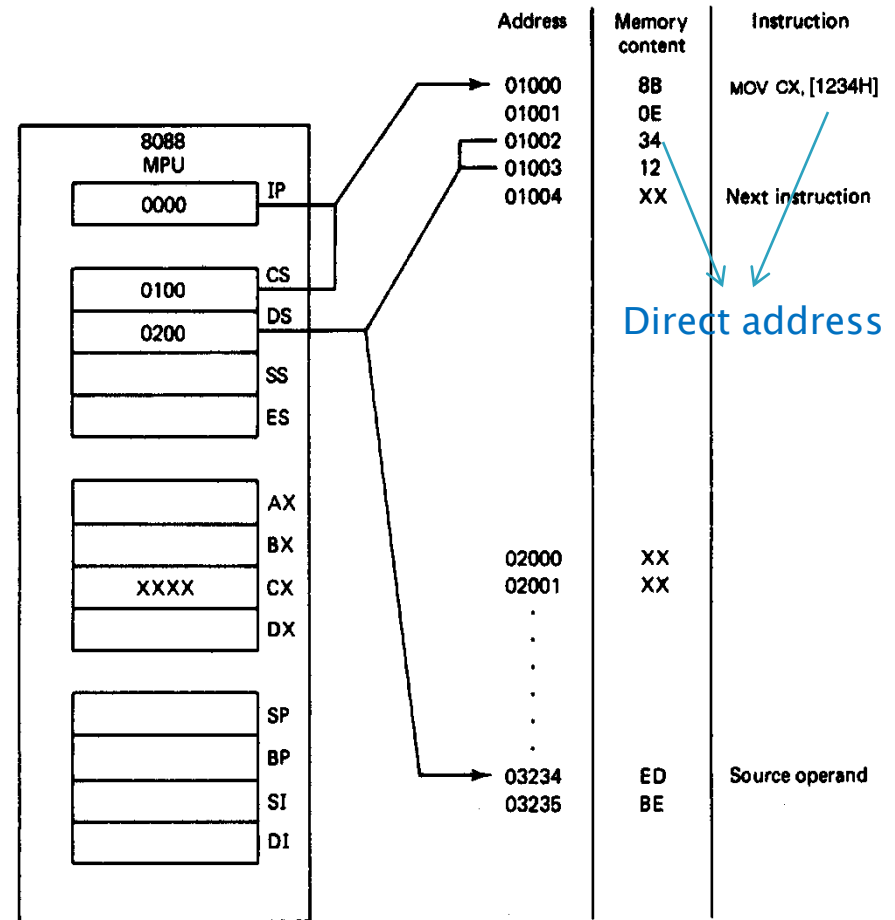 Address Memory content Instruction
01000 8B MOV CX, [1234H]
01001 0E
01002 34
01003 12
01004 XX Next instruction
Direct address
8088
MPU
0000 IP
0100 CS
0200 DS
SS
ES
AX
BX
XXXX CX
DX
SP
BP
SI
DI
02000 XX
02001 XX
03234 ED Source operand
03235 BE